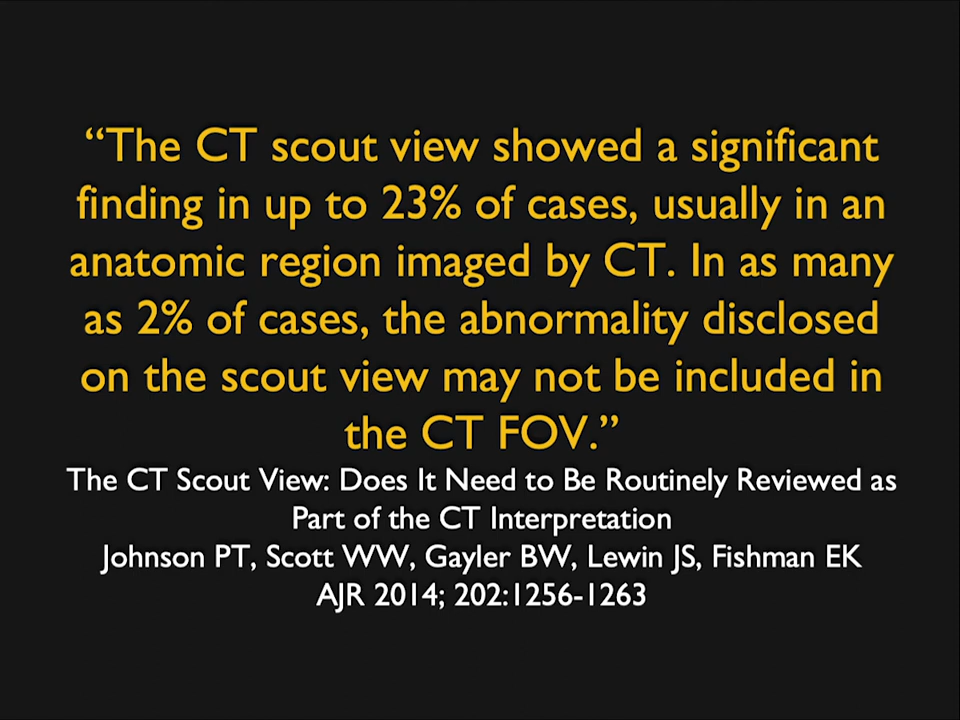 “The CT scout view showed a significant
finding in up to 23% of cases, usually in an
anatomic region imaged by CT. In as many
as 2% of cases, the abnormality disclosed
on the scout view may not be included in
the CT FOV.”
The CT Scout View: Does It Need to Be Routinely Reviewed as
Part of the CT Interpretation
Johnson PT, Scott WW, Gayler BW, Lewin JS, Fishman EK
AJR 2014; 202:1256-1263